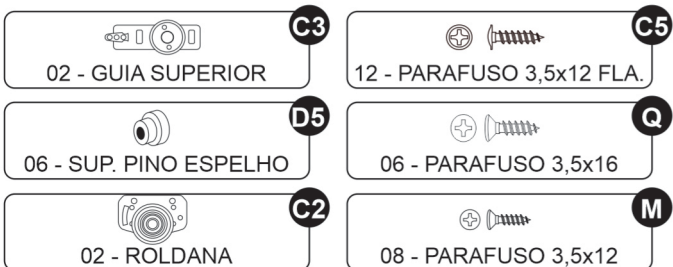 C3
02 - GUIA SUPERIOR
C5
12 - PARAFUSO 3,5x12 FLA.
D5
06 - SUP. PINO ESPELHO
Q
06 - PARAFUSO 3,5x16
C2
02 - ROLDANA
M
08 - PARAFUSO 3,5x12